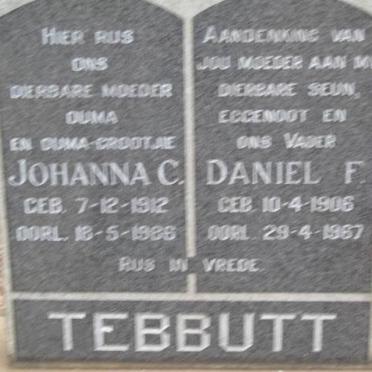 HIER RUS
ONS
DIERBARE MOEDER
OUMA
EN OUMA-GROOTJIE
JOHANNA C.
GEB. 7-12-1912
OORL. 18-5-1986
AANDENKING VAN
JOU MOEDER AAN MY
DIERBARE SEUN,
EGGENOOT EN
ONS VADER
DANIEL F.
GEB. 10-4-1906
OORL. 29-4-1967
RUS IN VREDE
TEBBUTT